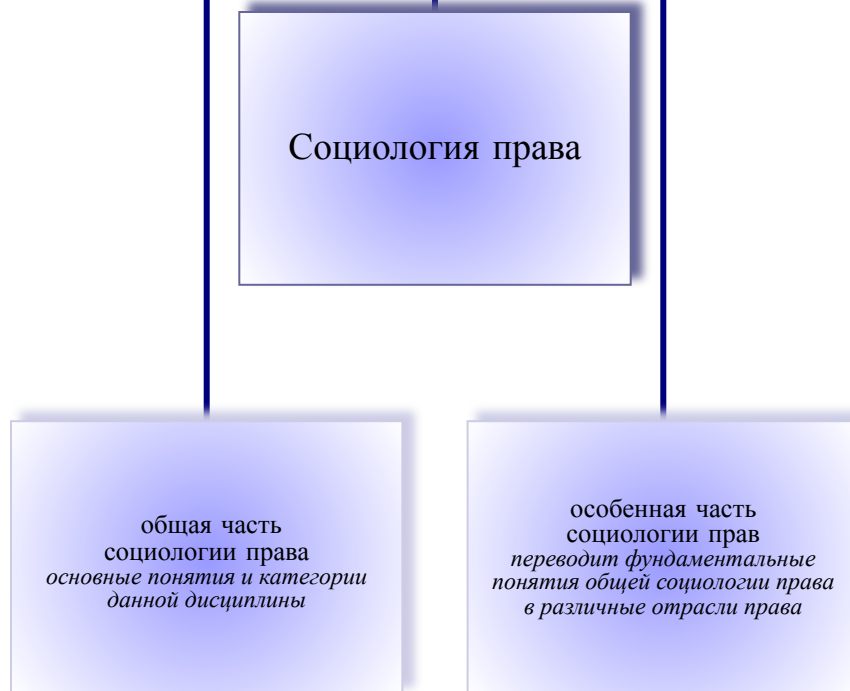 Социология права
общая часть
социологии права
основные понятия и категории
данной дисциплины
особенная часть
социологии прав
переводит фундаментальные
понятия общей социологии права
в различные отрасли права